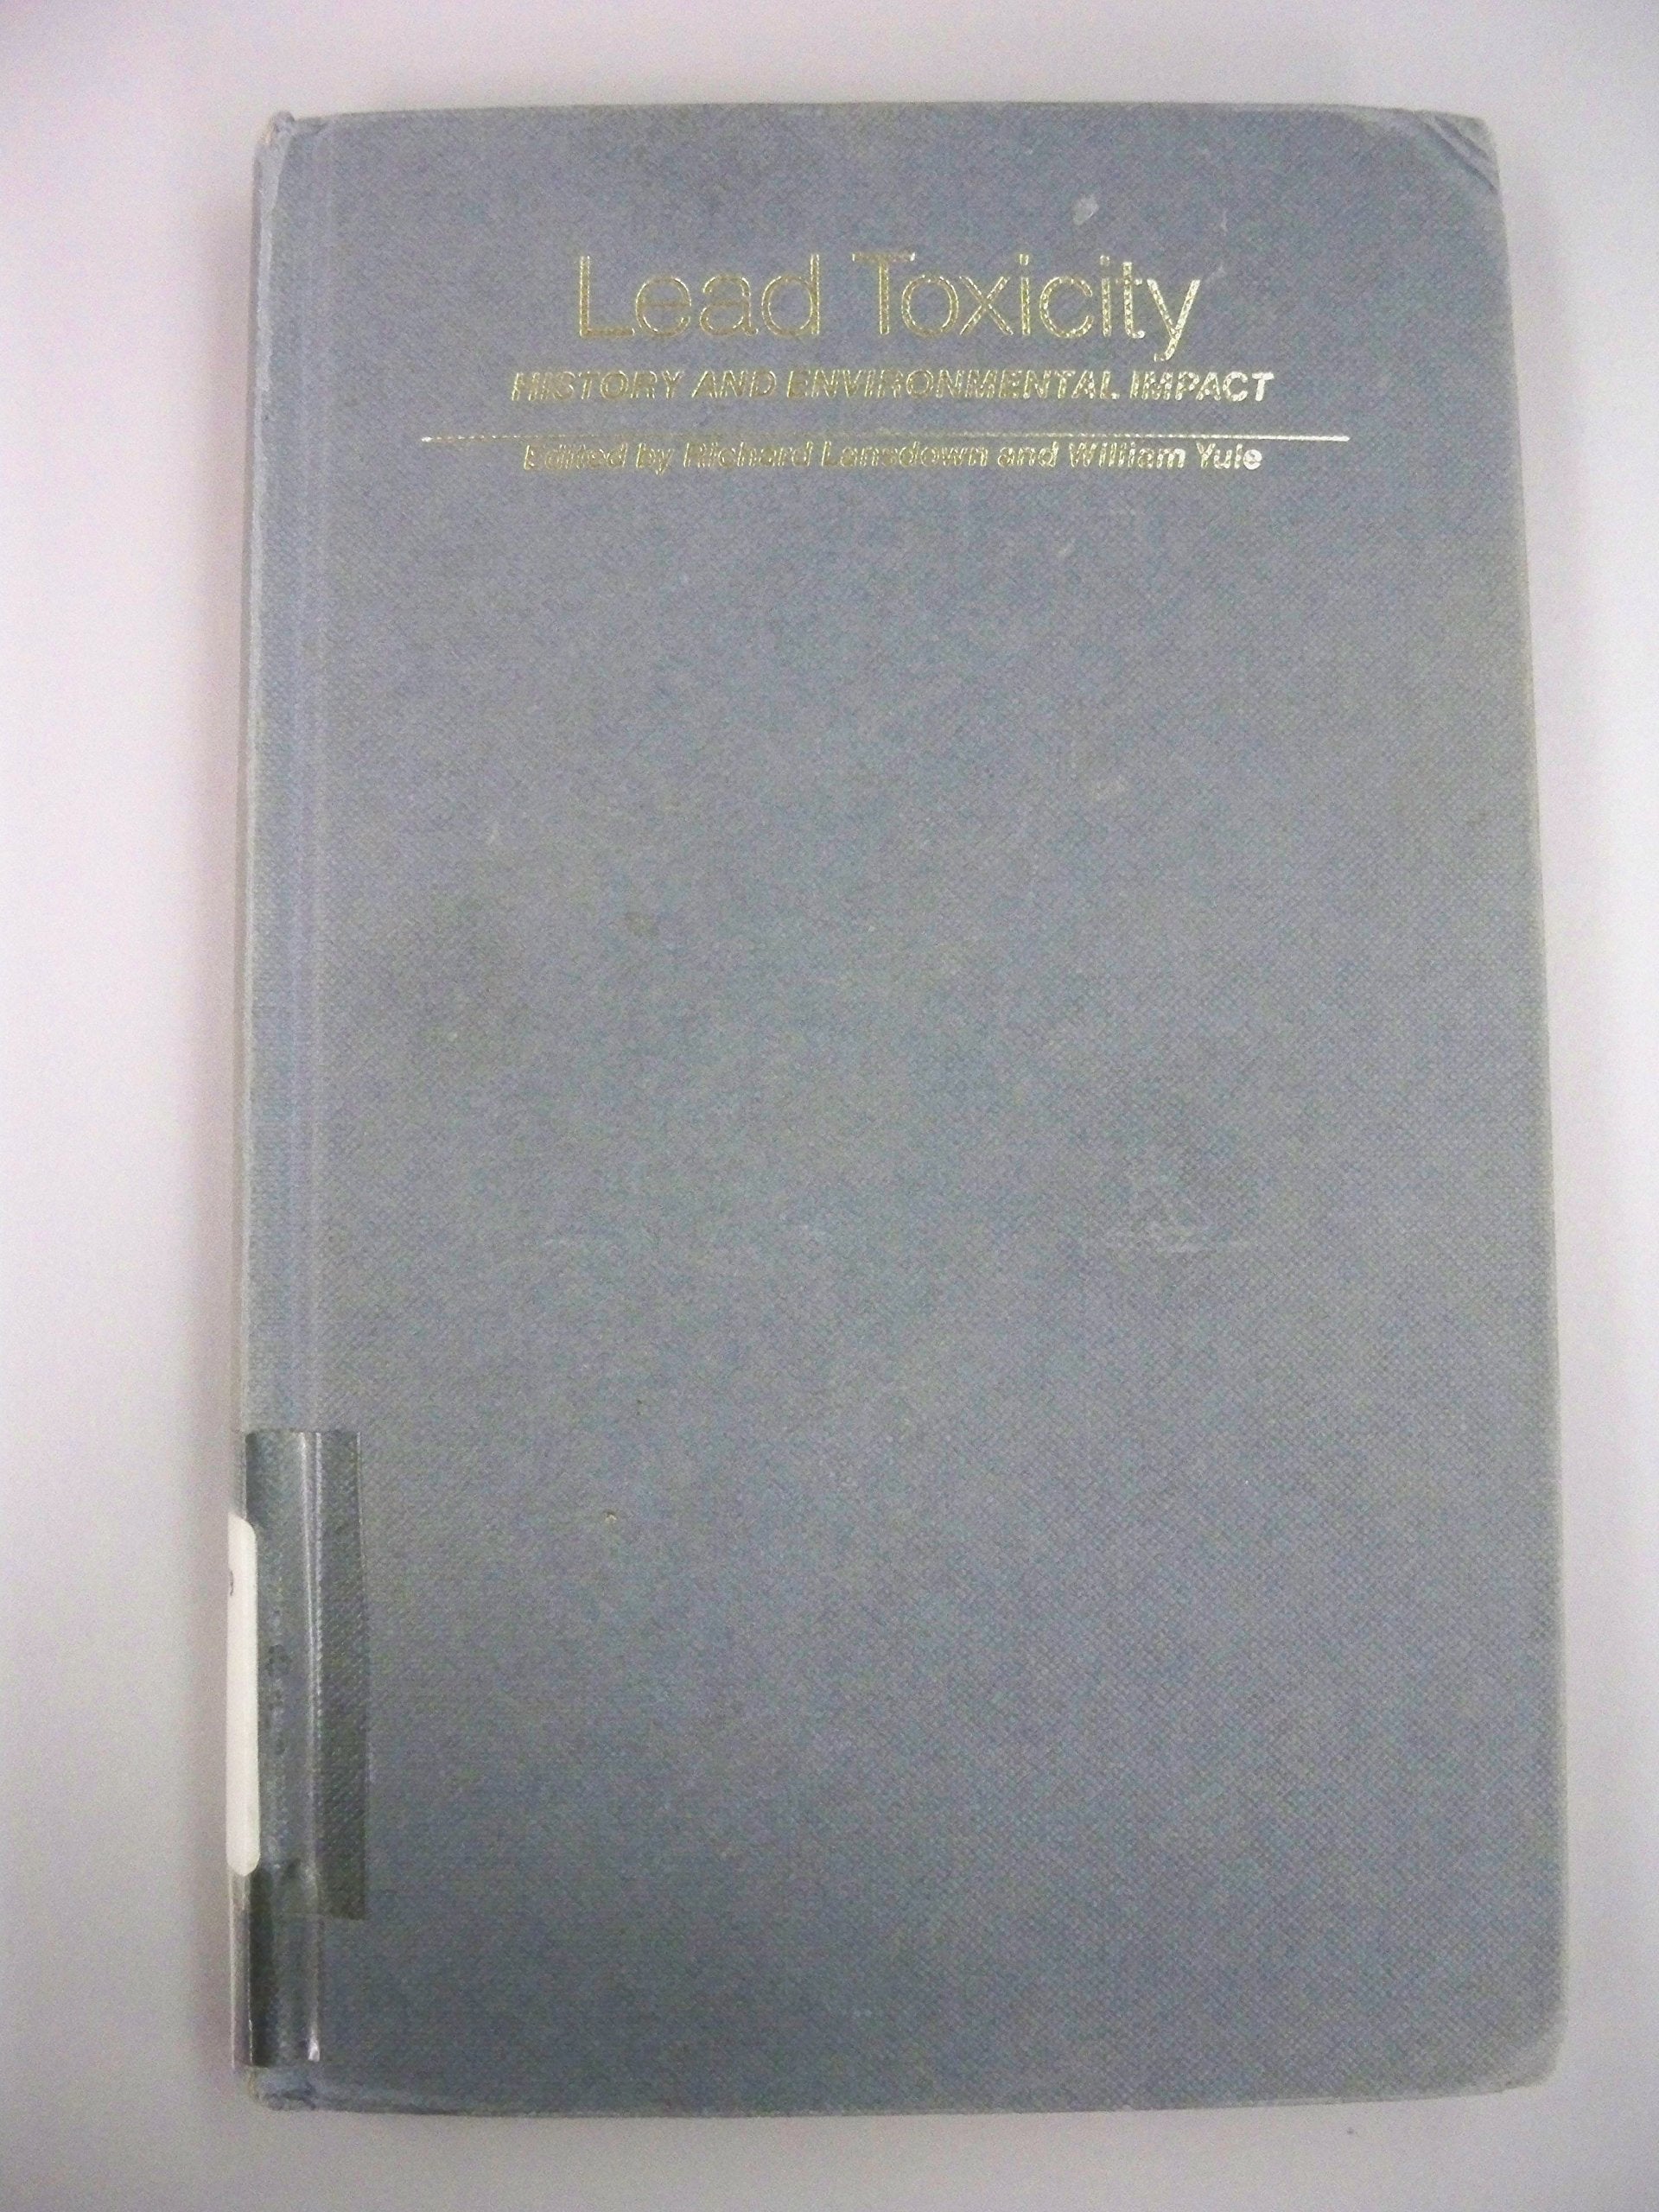 Lead Toxicity
HISTORY AND ENVIRONMENTAL IMPACT
Edited by Richard Lansdown and William Yule